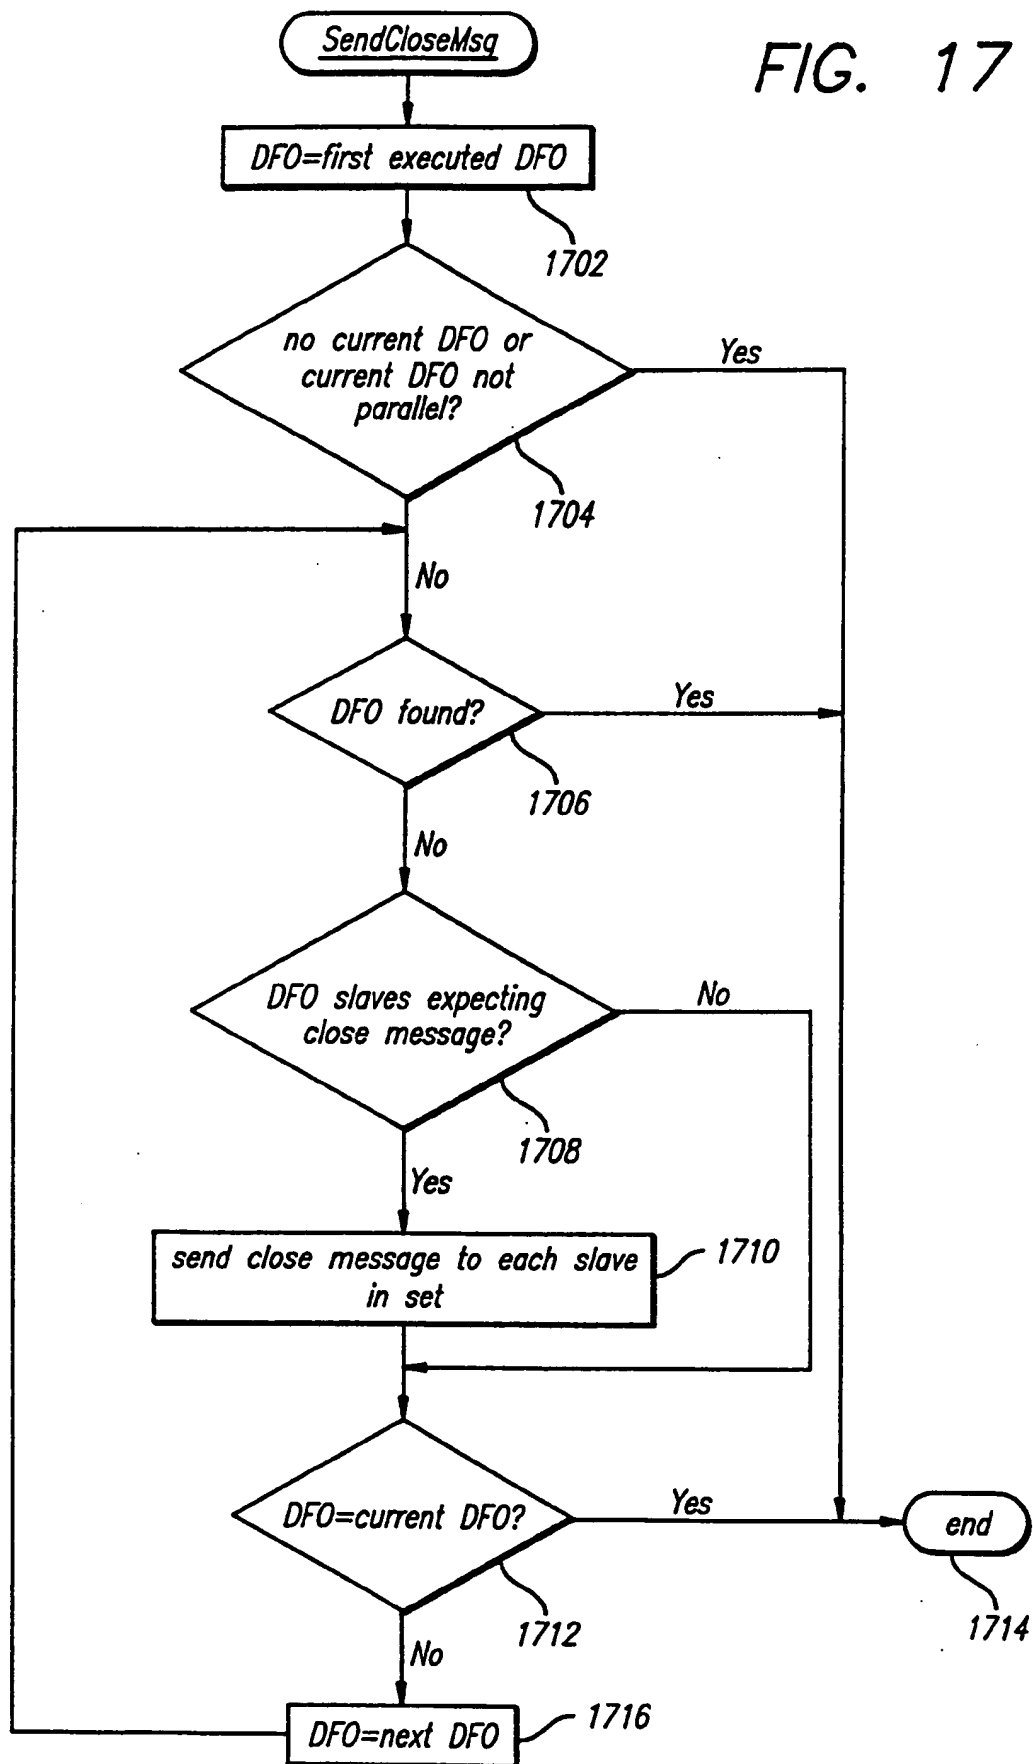 SendCloseMsg
FIG. 17
DFO=first executed DFO
1702
no current DFO or
current DFO not
parallel?
Yes
1704
No
DFO found?
Yes
1706
No
DFO slaves expecting
close message?
No
1708
Yes
send close message to each slave
in set
1710
DFO=current DFO?
Yes
end
1712
1714
No
DFO=next DFO
1716